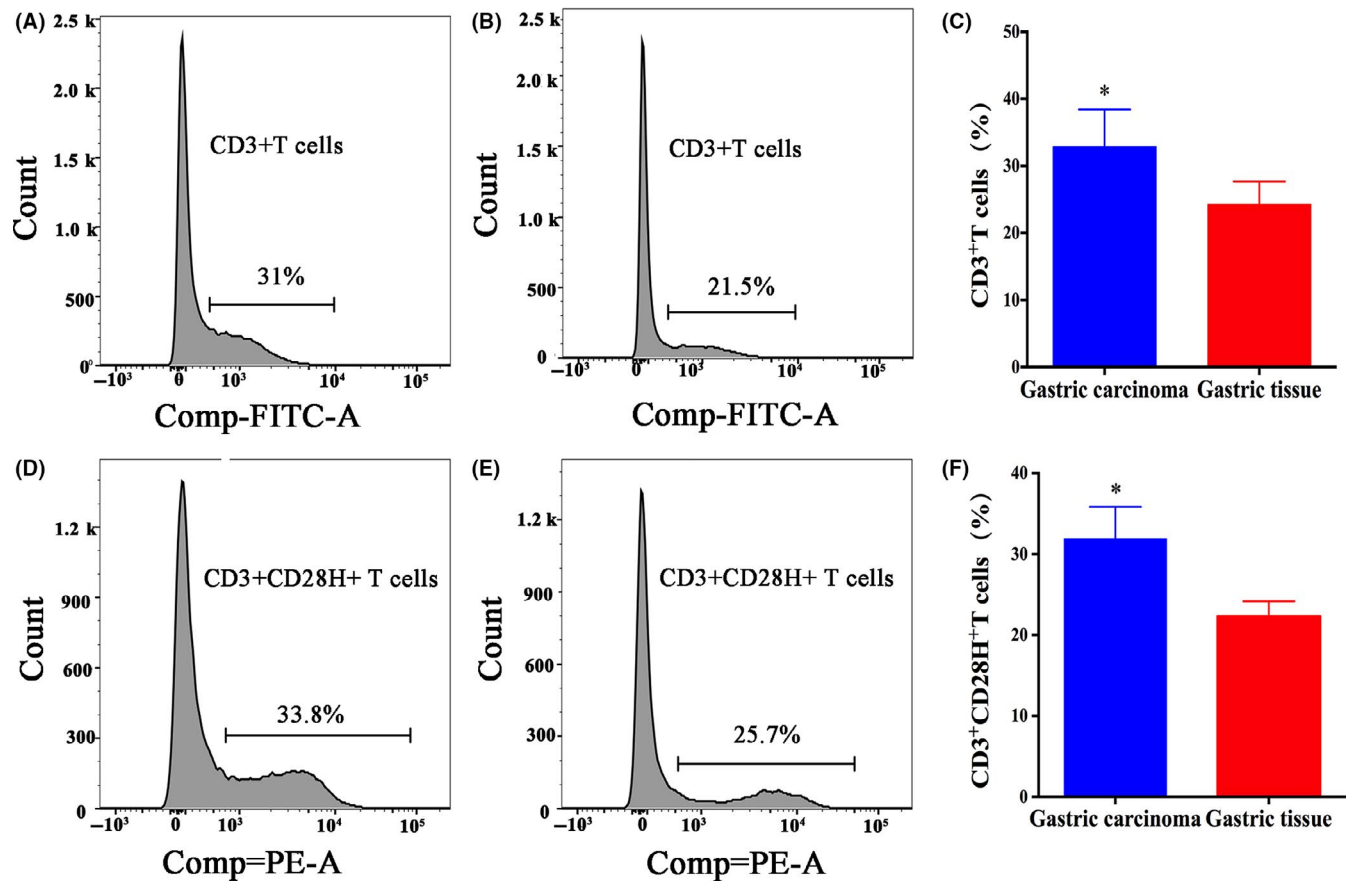 (A)
2.5 k
2.0 k
1.5 k
1.0 k
500
0
Count
CD3+T cells
31%
−10³ 0 10³ 10⁴ 10⁵
Comp-FITC-A
(B)
2.5 k
2.0 k
1.5 k
1.0 k
500
0
Count
CD3+T cells
21.5%
−10³ 0 10³ 10⁴ 10⁵
Comp-FITC-A
(C)
50
40
30
20
10
0
CD3⁺T cells (%)
*
Gastric carcinoma Gastric tissue
(D)
1.2 k
900
600
300
0
Count
CD3+CD28H+ T cells
33.8%
−10³ 0 10³ 10⁴ 10⁵
Comp=PE-A
(E)
1.2 k
900
600
300
0
Count
CD3+CD28H+ T cells
25.7%
−10³ 0 10³ 10⁴ 10⁵
Comp=PE-A
(F)
40
30
20
10
0
CD3⁺CD28H⁺T cells (%)
*
Gastric carcinoma Gastric tissue